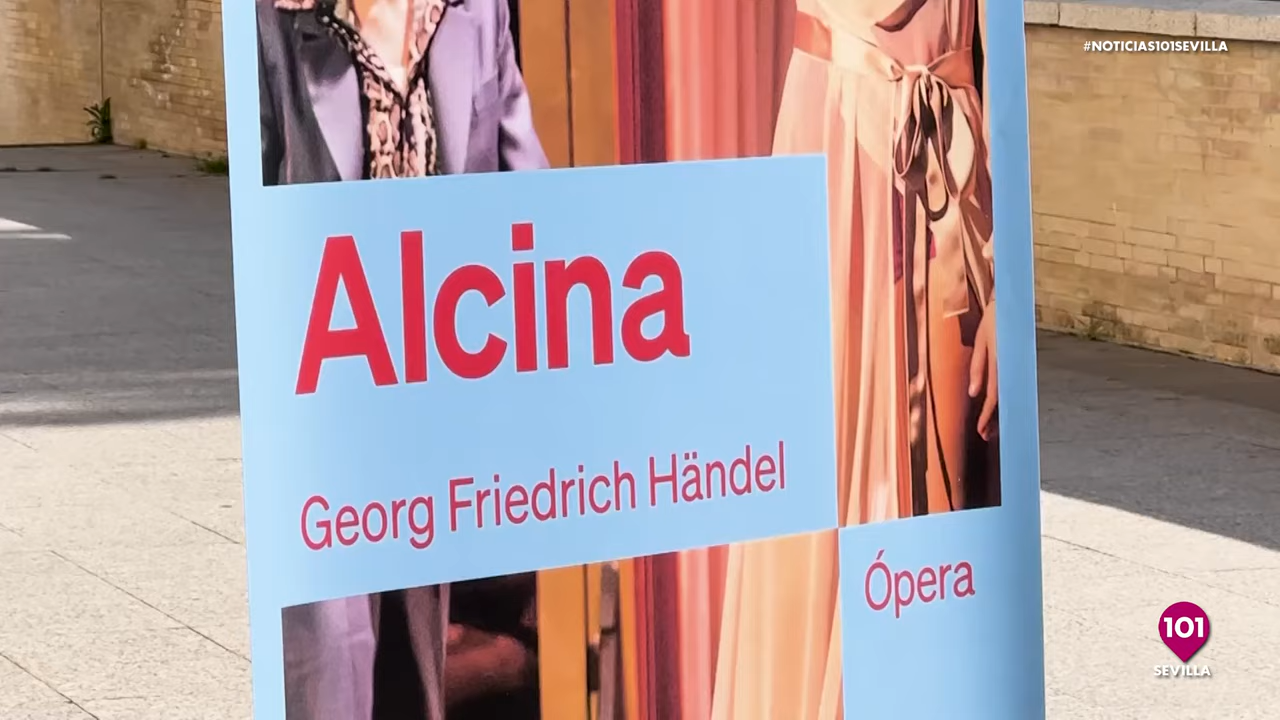 #NOTICIAS101SEVILLA
Alcina
Georg Friedrich Händel
Ópera
101
SEVILLA